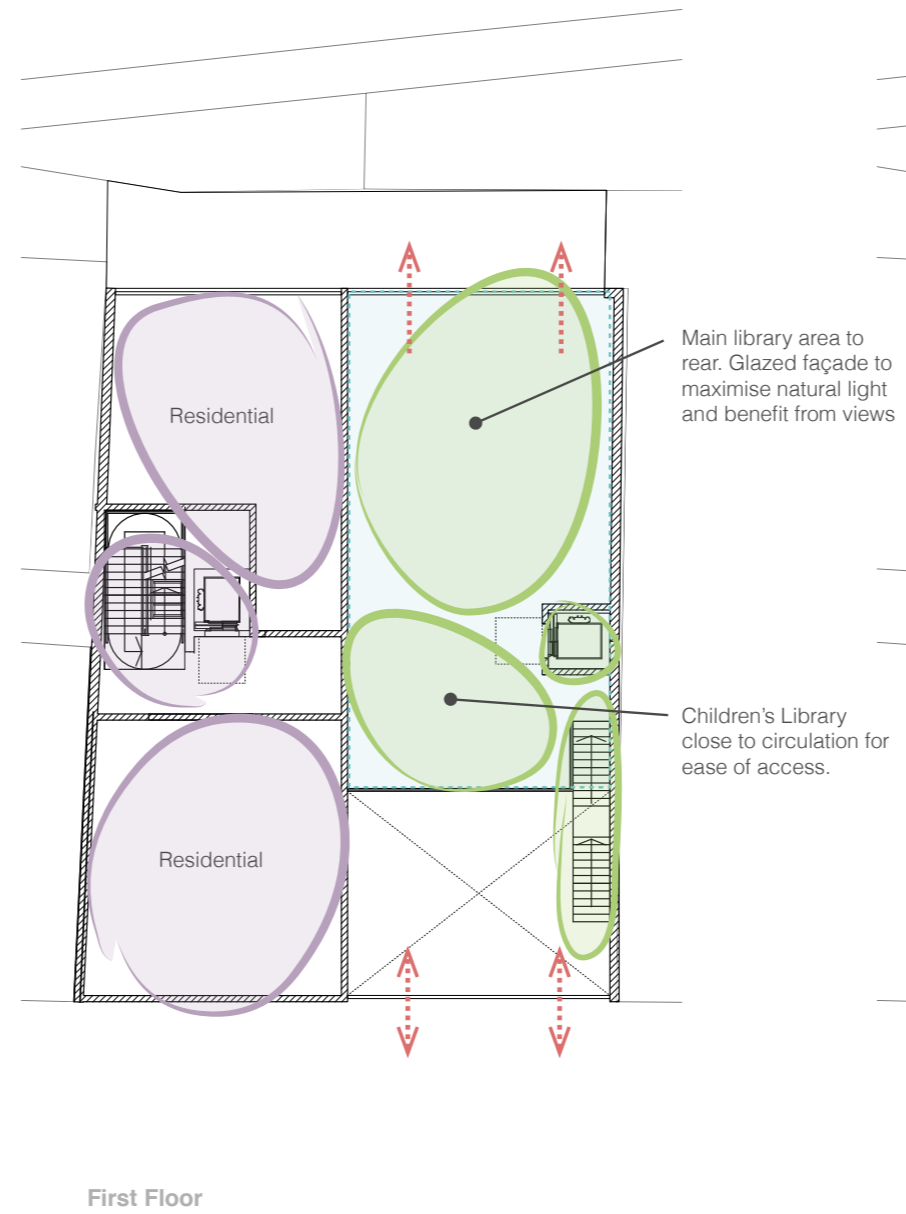 Residential
Main library area to
rear. Glazed façade to
maximise natural light
and benefit from views
Children’s Library
close to circulation for
ease of access.
Residential
First Floor